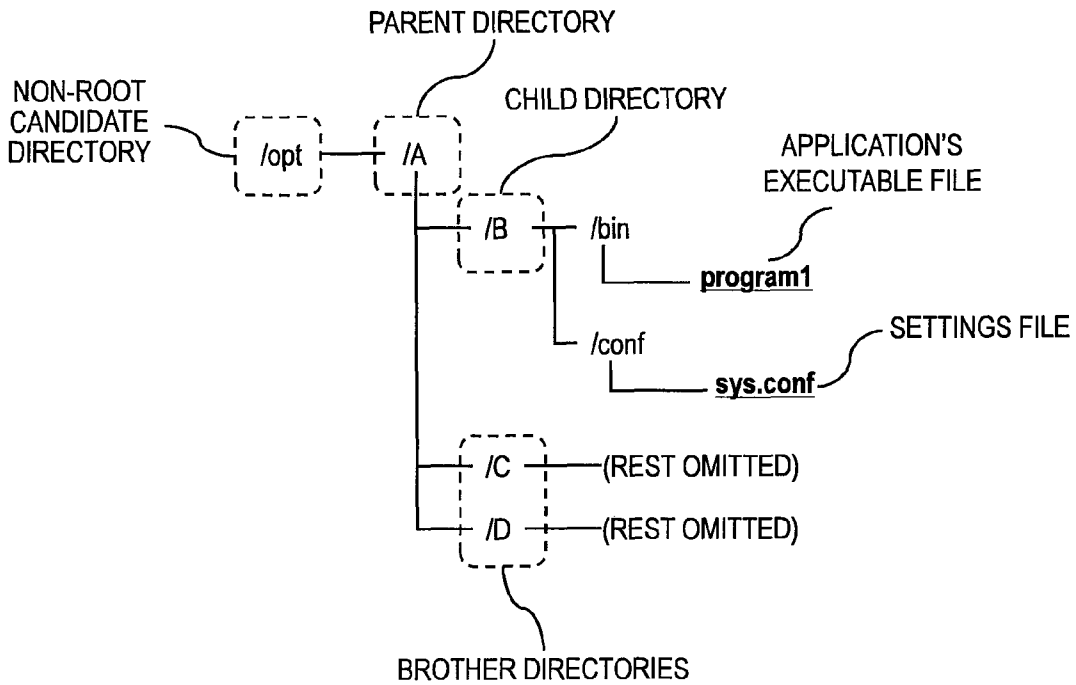 PARENT DIRECTORY
NON-ROOT
CANDIDATE
DIRECTORY
CHILD DIRECTORY
/opt
/A
APPLICATION'S
EXECUTABLE FILE
/B
/bin
program1
SETTINGS FILE
/conf
sys.conf
/C
(REST OMITTED)
/D
(REST OMITTED)
BROTHER DIRECTORIES